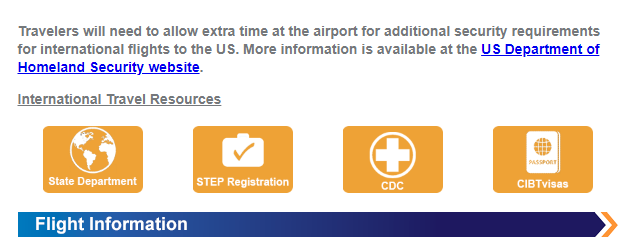 Travelers will need to allow extra time at the airport for additional security requirements
for international flights to the US. More information is available at the US Department of
Homeland Security website.
International Travel Resources
State Department
STEP Registration
CDC
PASSPORT
CIBTvisas
Flight Information